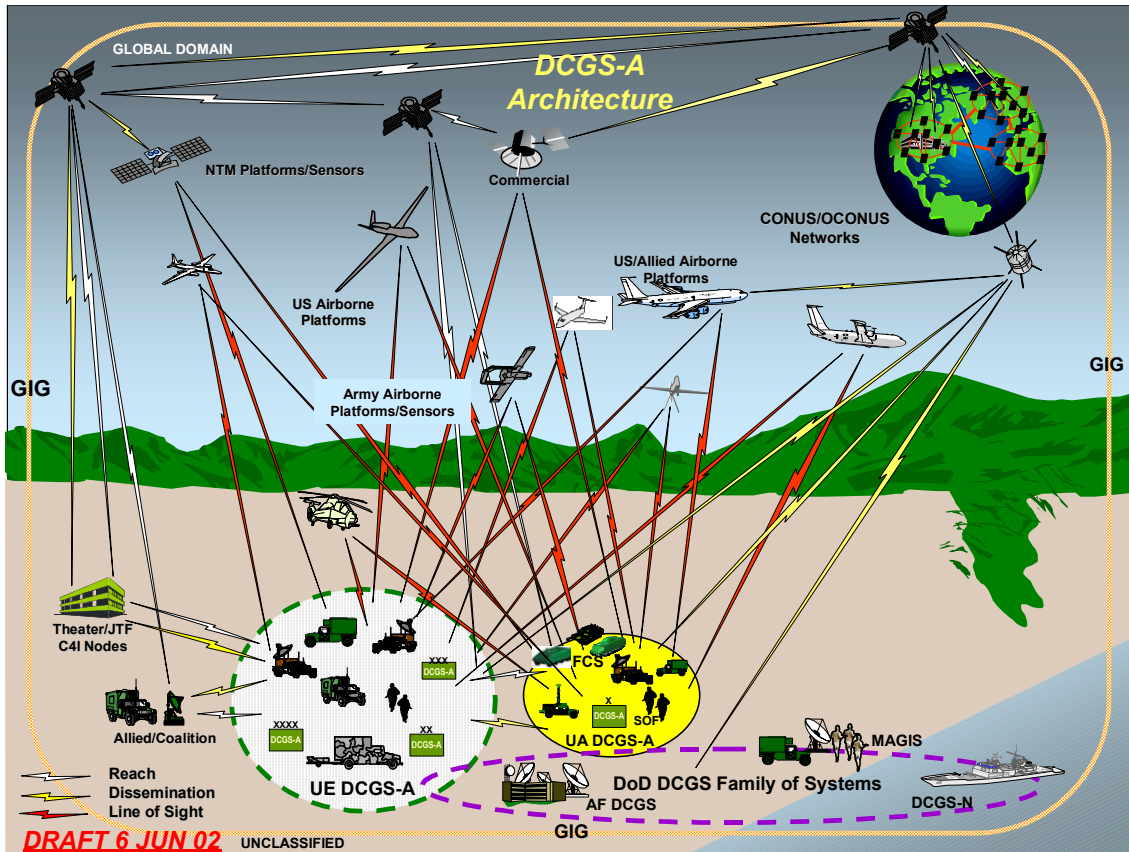 GLOBAL DOMAIN
DCGS-A
Architecture
NTM Platforms/Sensors
Commercial
CONUS/OCONUS
Networks
US/Allied Airborne
Platforms
US Airborne
Platforms
GIG
GIG
Army Airborne
Platforms/Sensors
Theater/JTF
C4I Nodes
FCS
XXX
DCGS-A
X
DCGS-A
SOF
XXXX
DCGS-A
XX
DCGS-A
Allied/Coalition
UA DCGS-A
MAGIS
Reach
Dissemination
Line of Sight
UE DCGS-A
DoD DCGS Family of Systems
AF DCGS
DCGS-N
GIG
DRAFT 6 JUN 02
UNCLASSIFIED